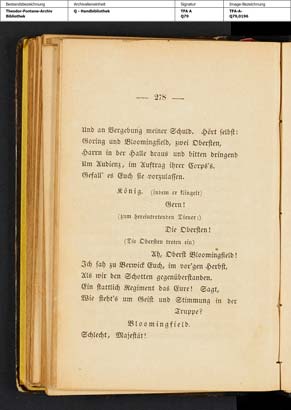 Bestandsbezeichnung
Archivalieneinheit
Signatur
Image Bezeichnung
Theodor-Fontane-Archiv
Bibliothek
Q - Handbibliothek
TFA A
Q79
TFA-A-
Q79,0196
— 278 —
Und an Vergebung meiner Schuld. Hört selbst:
Goring und Bloomingfield, zwei Obersten,
Harrn in der Halle draus und bitten dringend
Um Audienz, im Auftrag ihrer Corps's.
Gefall' es Euch sie vorzulassen.
König. (indem er klingelt)
Gern!
(zum hereintretenden Diener:)
Die Obersten!
(Die Obersten treten ein)
Ah, Oberst Bloomingfield!
Ich sah zu Berwick Euch, im vor'gen Herbst,
Als wir den Schotten gegenüberstanden.
Ein stattlich Regiment das Eure! Sagt,
Wie steht's um Geist und Stimmung in der
Truppe?
Bloomingfield.
Schlecht, Majestät!